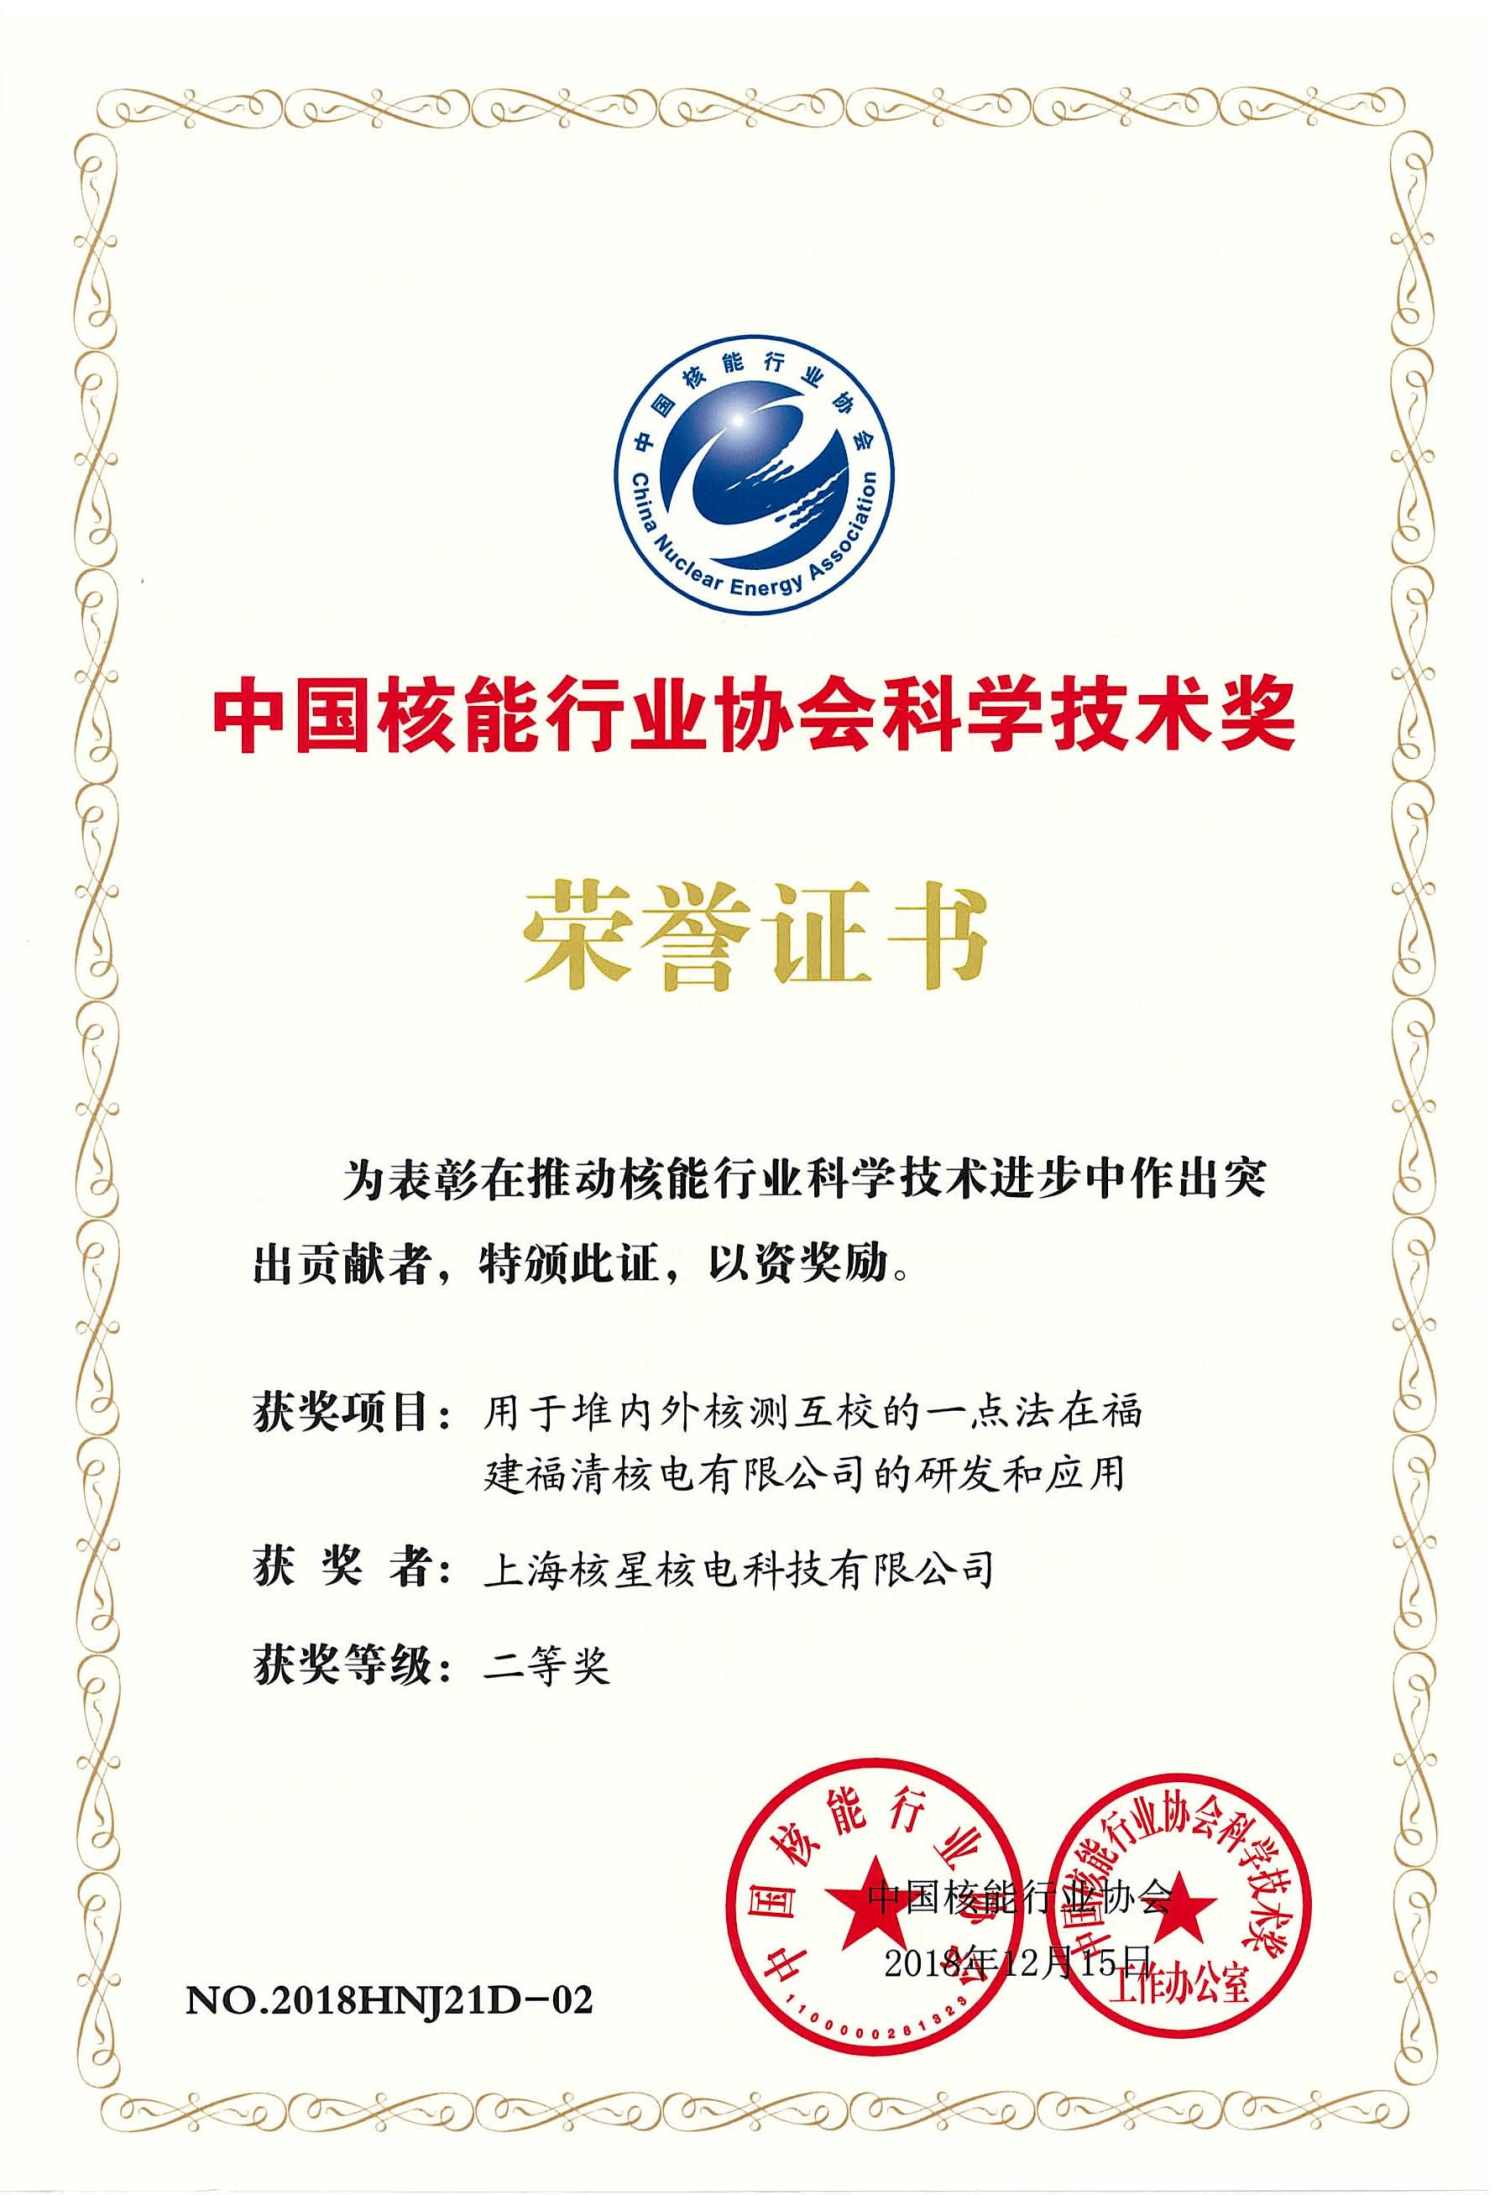 中国核能行业协会
China Nuclear Energy Association
中国核能行业协会科学技术奖
荣誉证书
为表彰在推动核能行业科学技术进步中作出突
出贡献者，特颁此证，以资奖励。
获奖项目：用于堆内外核测互校的一点法在福
建福清核电有限公司的研发和应用
获 奖 者：上海核星核电科技有限公司
获奖等级：二等奖
中国核能行业协会
1100000281323
中国核能行业协会科学技术奖
工作办公室
中国核能行业协会
2018年12月15日
NO.2018HNJ21D-02